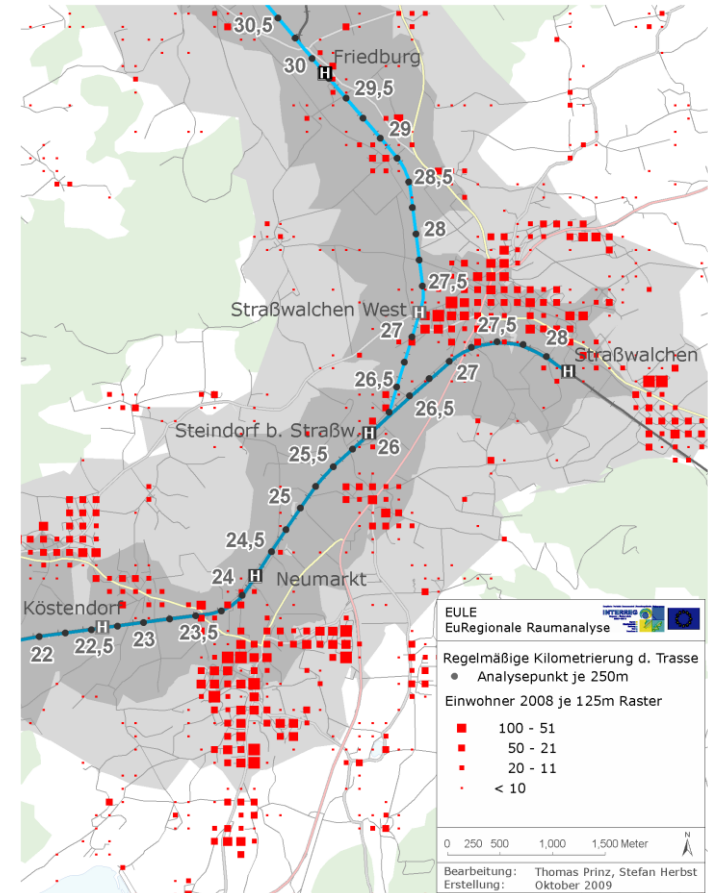 30,5
30
H
Friedburg
29,5
29
28,5
28
27,5
Straßwalchen West H
27
27,5
28
Straßwalchen
H
27
26,5
26,5
Steindorf b. Straßw. H
26
25,5
25
24,5
24
H
Neumarkt
Köstendorf
23,5
H
23
22,5
22
EULE
EuRegionale Raumanalyse
INTERREG
Regelmäßige Kilometrierung d. Trasse
Analysepunkt je 250m
Einwohner 2008 je 125m Raster
100 - 51
50 - 21
20 - 11
< 10
0 250 500 1,000 1,500 Meter
N
Bearbeitung: Thomas Prinz, Stefan Herbst
Erstellung: Oktober 2009